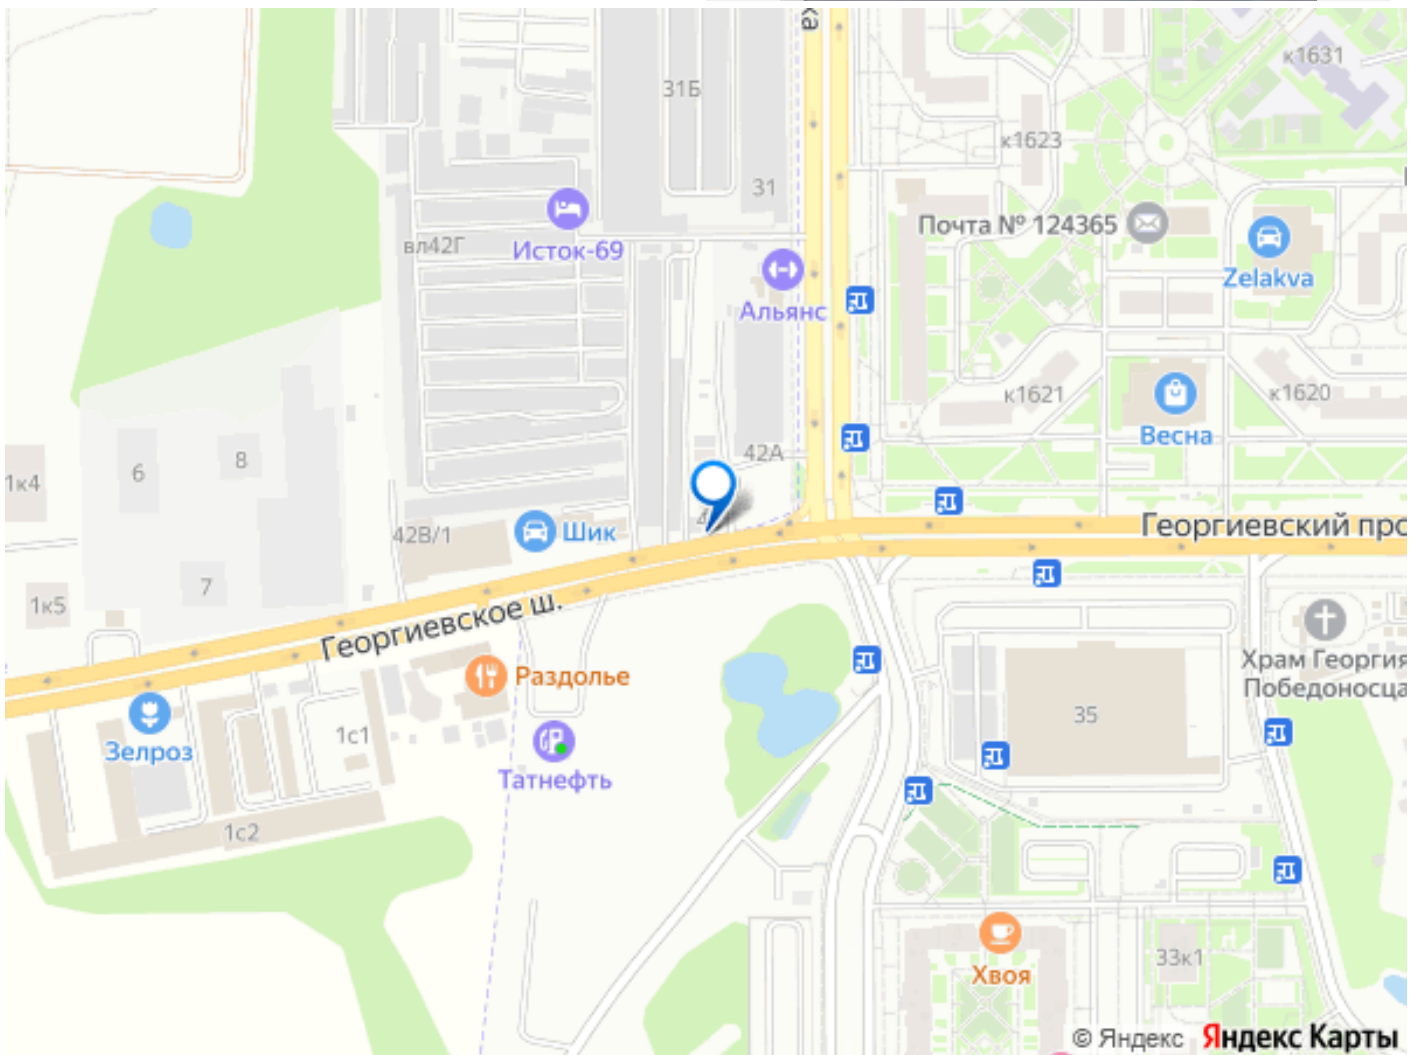 к1631
31Б
к1623
31
Почта № 124365
вл42Г
Исток-69
Zelakva
Альянс
к1621
к1620
Весна
42А
8
6
1к4
Шик
42В/1
Георгиевский про
7
1к5
Георгиевское ш.
Храм Георгия
Победоносца
Раздолье
35
1с1
Зелроз
Татнефть
1с2
33к1
Хвоя
© Яндекс Яндекс Карты